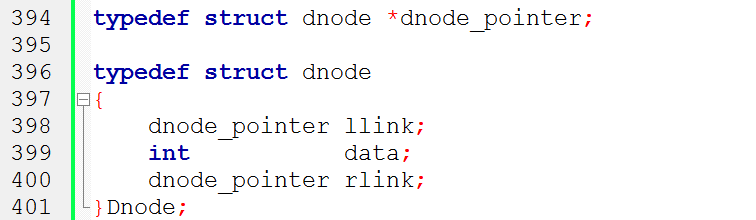 394 typedef struct dnode *dnode_pointer;
395
396 typedef struct dnode
397 {
398     dnode_pointer llink;
399     int           data;
400     dnode_pointer rlink;
401 }Dnode;